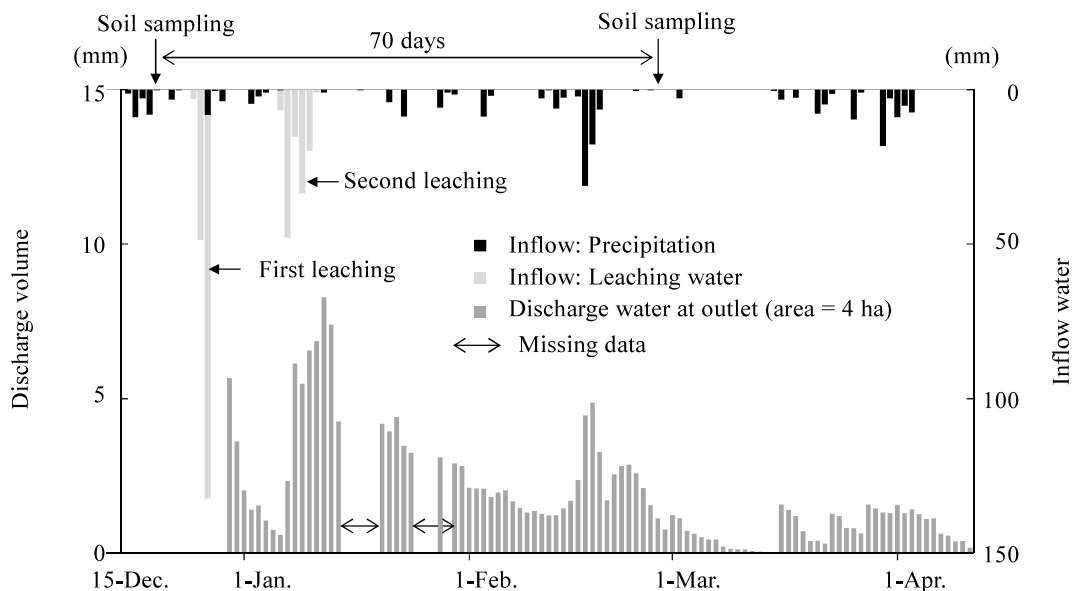 Soil sampling
Soil sampling
70 days
(mm)
(mm)
15
0
Second leaching
10
50
Inflow: Precipitation
First leaching
Inflow: Leaching water
Discharge water at outlet (area = 4 ha)
Missing data
Discharge volume
Inflow water
5
100
0
150
15-Dec.
1-Jan.
1-Feb.
1-Mar.
1-Apr.